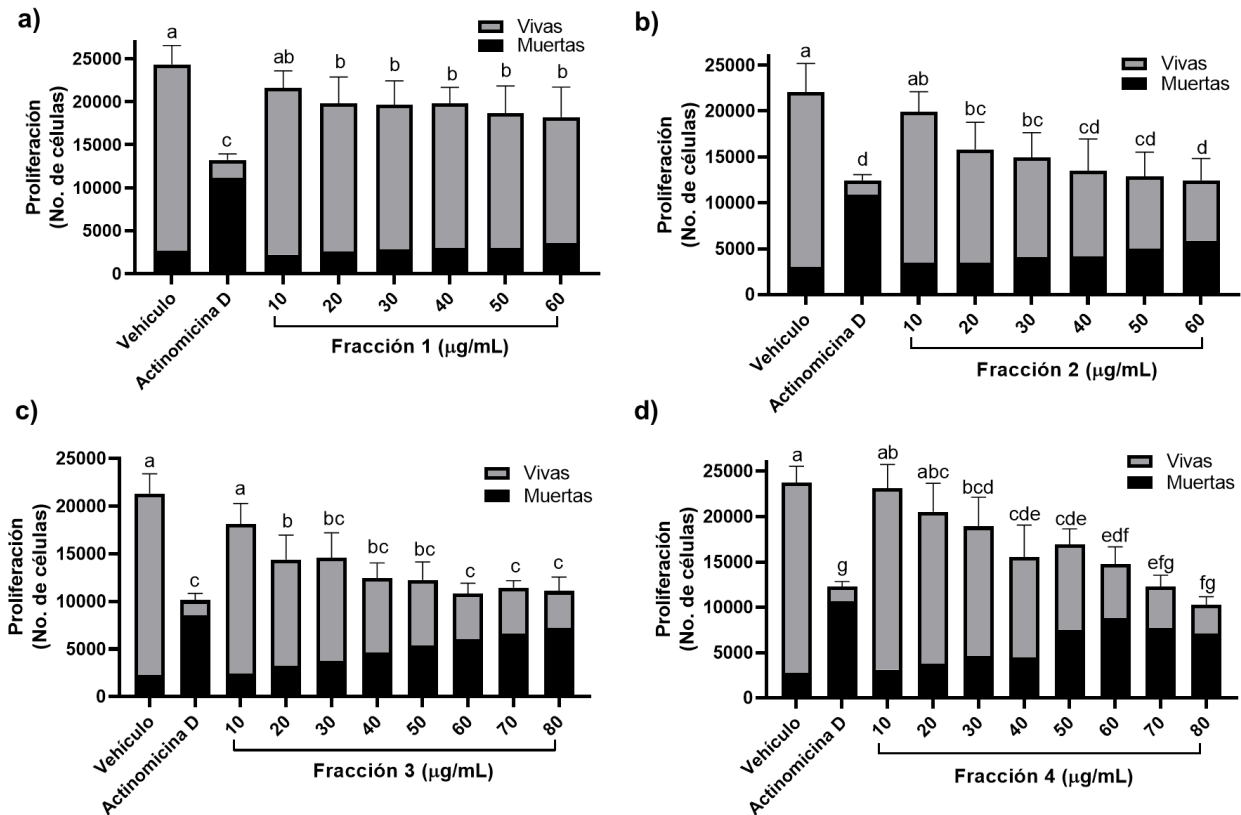 a)
Proliferación
(No. de células)
25000
20000
15000
10000
5000
0
Vivas
Muertas
a
c
ab
b
b
b
b
b
Vehículo
Actinomicina D
10
20
30
40
50
60
Fracción 1 (μg/mL)
b)
Proliferación
(No. de células)
25000
20000
15000
10000
5000
0
Vivas
Muertas
a
d
ab
bc
bc
cd
cd
d
Vehículo
Actinomicina D
10
20
30
40
50
60
Fracción 2 (μg/mL)
c)
Proliferación
(No. de células)
25000
20000
15000
10000
5000
0
Vivas
Muertas
a
c
a
b
bc
bc
bc
c
c
c
Vehículo
Actinomicina D
10
20
30
40
50
60
70
80
Fracción 3 (μg/mL)
d)
Proliferación
(No. de células)
25000
20000
15000
10000
5000
0
Vivas
Muertas
a
g
ab
abc
bcd
cde
cde
edf
efg
fg
Vehículo
Actinomicina D
10
20
30
40
50
60
70
80
Fracción 4 (μg/mL)